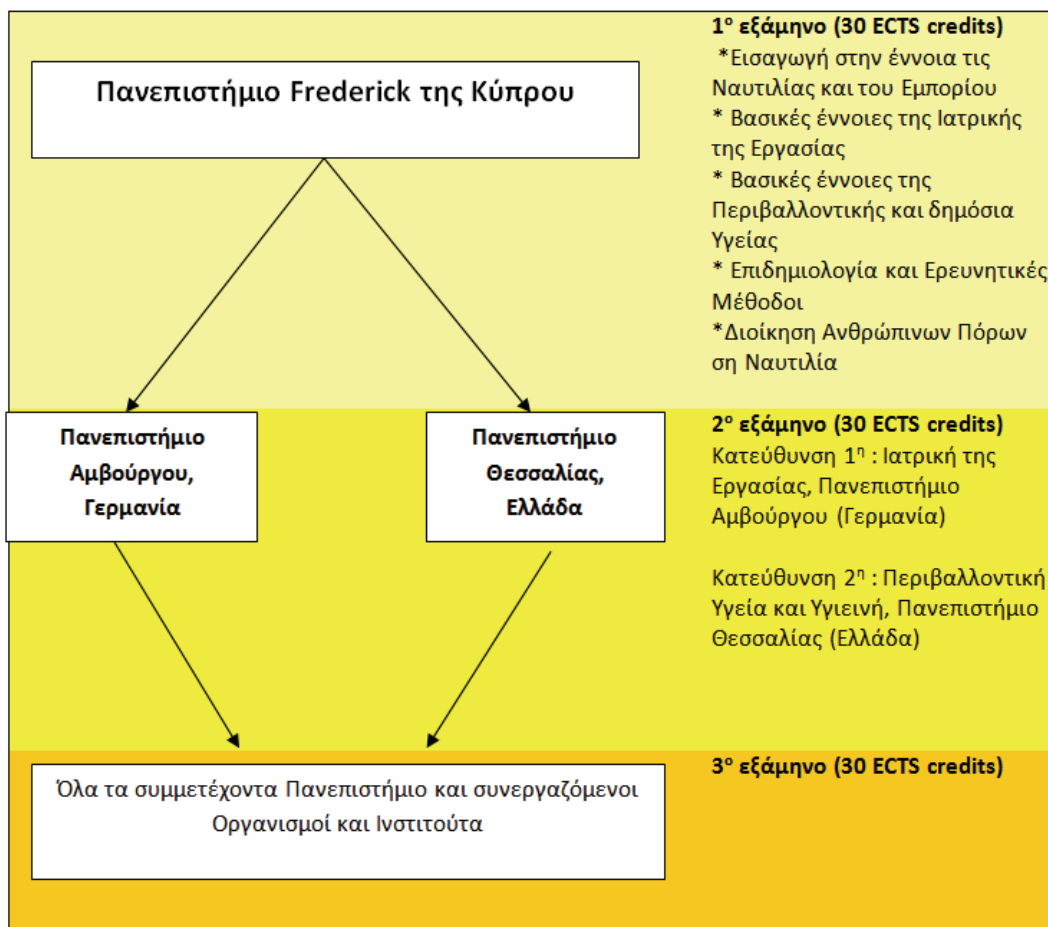 Πανεπιστήμιο Frederick της Κύπρου
1ο εξάμηνο (30 ECTS credits)
*Εισαγωγή στην έννοια τις
Ναυτιλίας και του Εμπορίου
* Βασικές έννοιες της Ιατρικής
της Εργασίας
* Βασικές έννοιες της
Περιβαλλοντικής και δημόσια
Υγείας
* Επιδημιολογία και Ερευνητικές
Μέθοδοι
*Διοίκηση Ανθρώπινων Πόρων
ση Ναυτιλία
Πανεπιστήμιο
Αμβούργου,
Γερμανία
Πανεπιστήμιο
Θεσσαλίας,
Ελλάδα
2ο εξάμηνο (30 ECTS credits)
Κατεύθυνση 1η : Ιατρική της
Εργασίας, Πανεπιστήμιο
Αμβούργου (Γερμανία)
Κατεύθυνση 2η : Περιβαλλοντική
Υγεία και Υγιεινή, Πανεπιστήμιο
Θεσσαλίας (Ελλάδα)
Όλα τα συμμετέχοντα Πανεπιστήμιο και συνεργαζόμενοι
Οργανισμοί και Ινστιτούτα
3ο εξάμηνο (30 ECTS credits)